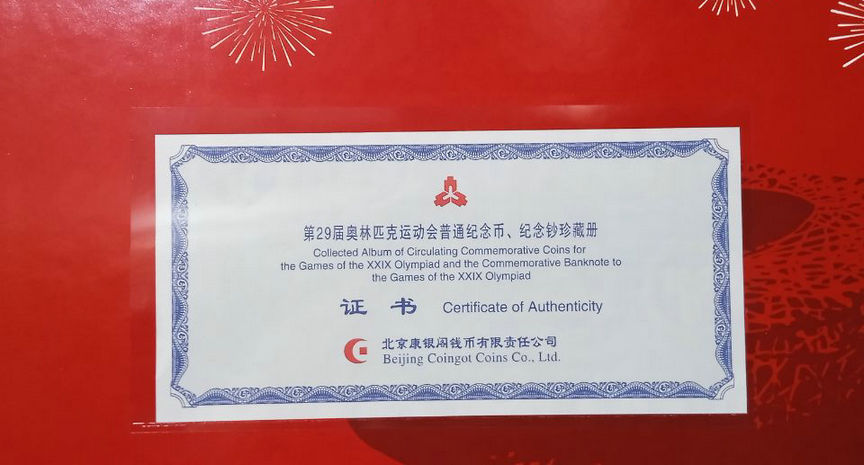 第29届奥林匹克运动会普通纪念币、纪念钞珍藏册
Collected Album of Circulating Commemorative Coins for
the Games of the XXIX Olympiad and the Commemorative Banknote to
the Games of the XXIX Olympiad
证书 Certificate of Authenticity
北京康银阁钱币有限责任公司
Beijing Coingot Coins Co., Ltd.